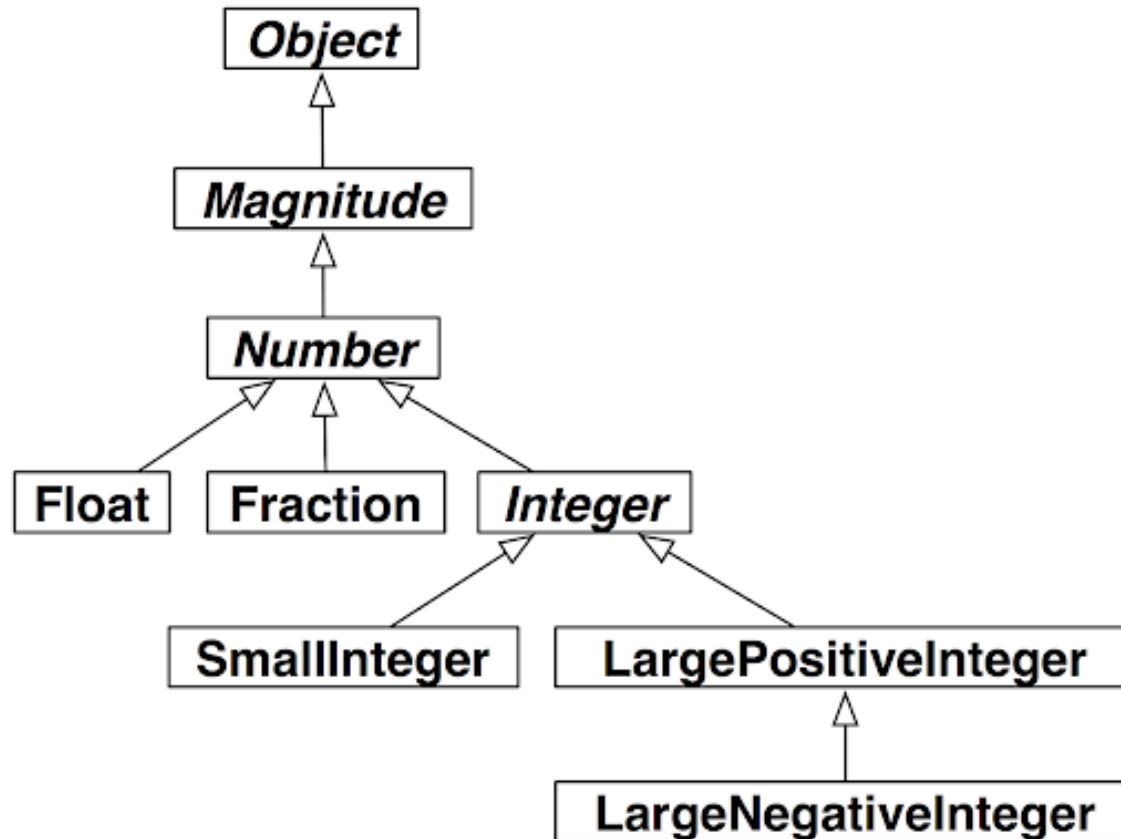 Object
Magnitude
Number
Float
Fraction
Integer
SmallInteger
LargePositiveInteger
LargeNegativeInteger